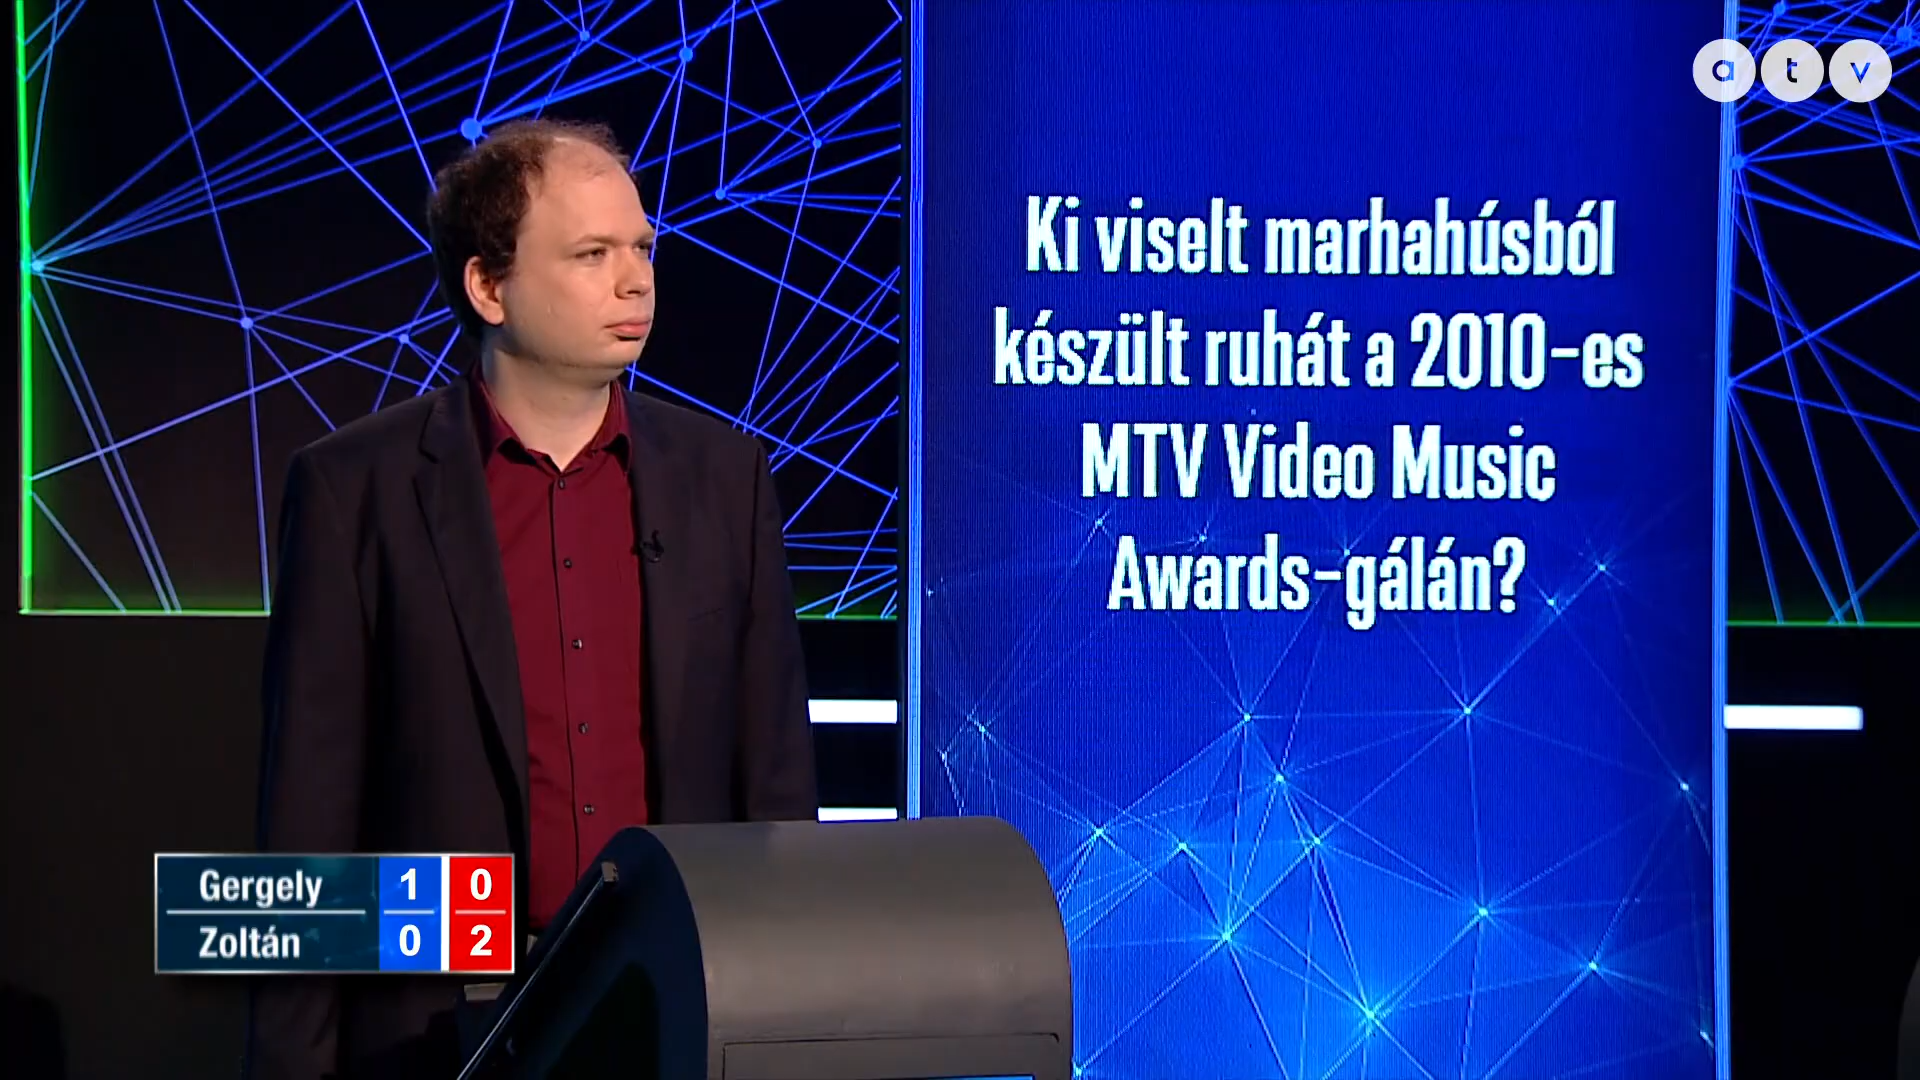 atv
Ki viselt marhahúsból
készült ruhát a 2010-es
MTV Video Music
Awards-gálán?
Gergely 1 0
Zoltán 0 2